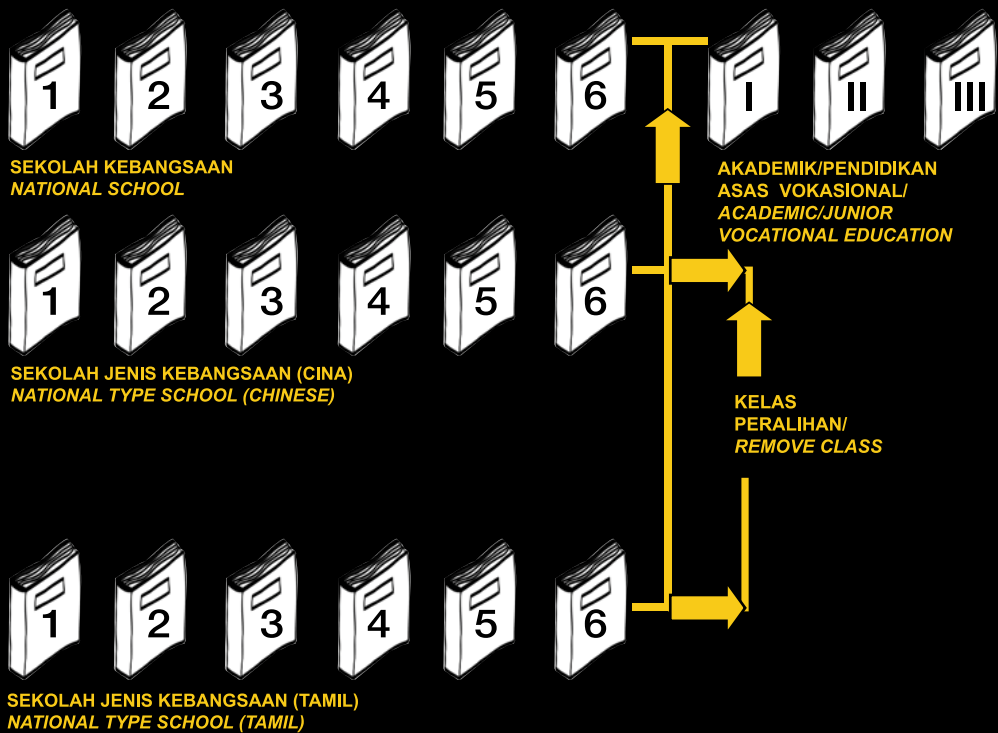 1 2 3 4 5 6 I II III
SEKOLAH KEBANGSAAN
NATIONAL SCHOOL
AKADEMIK/PENDIDIKAN
ASAS VOKASIONAL/
ACADEMIC/JUNIOR
VOCATIONAL EDUCATION
1 2 3 4 5 6
SEKOLAH JENIS KEBANGSAAN (CINA)
NATIONAL TYPE SCHOOL (CHINESE)
KELAS
PERALIHAN/
REMOVE CLASS
1 2 3 4 5 6
SEKOLAH JENIS KEBANGSAAN (TAMIL)
NATIONAL TYPE SCHOOL (TAMIL)